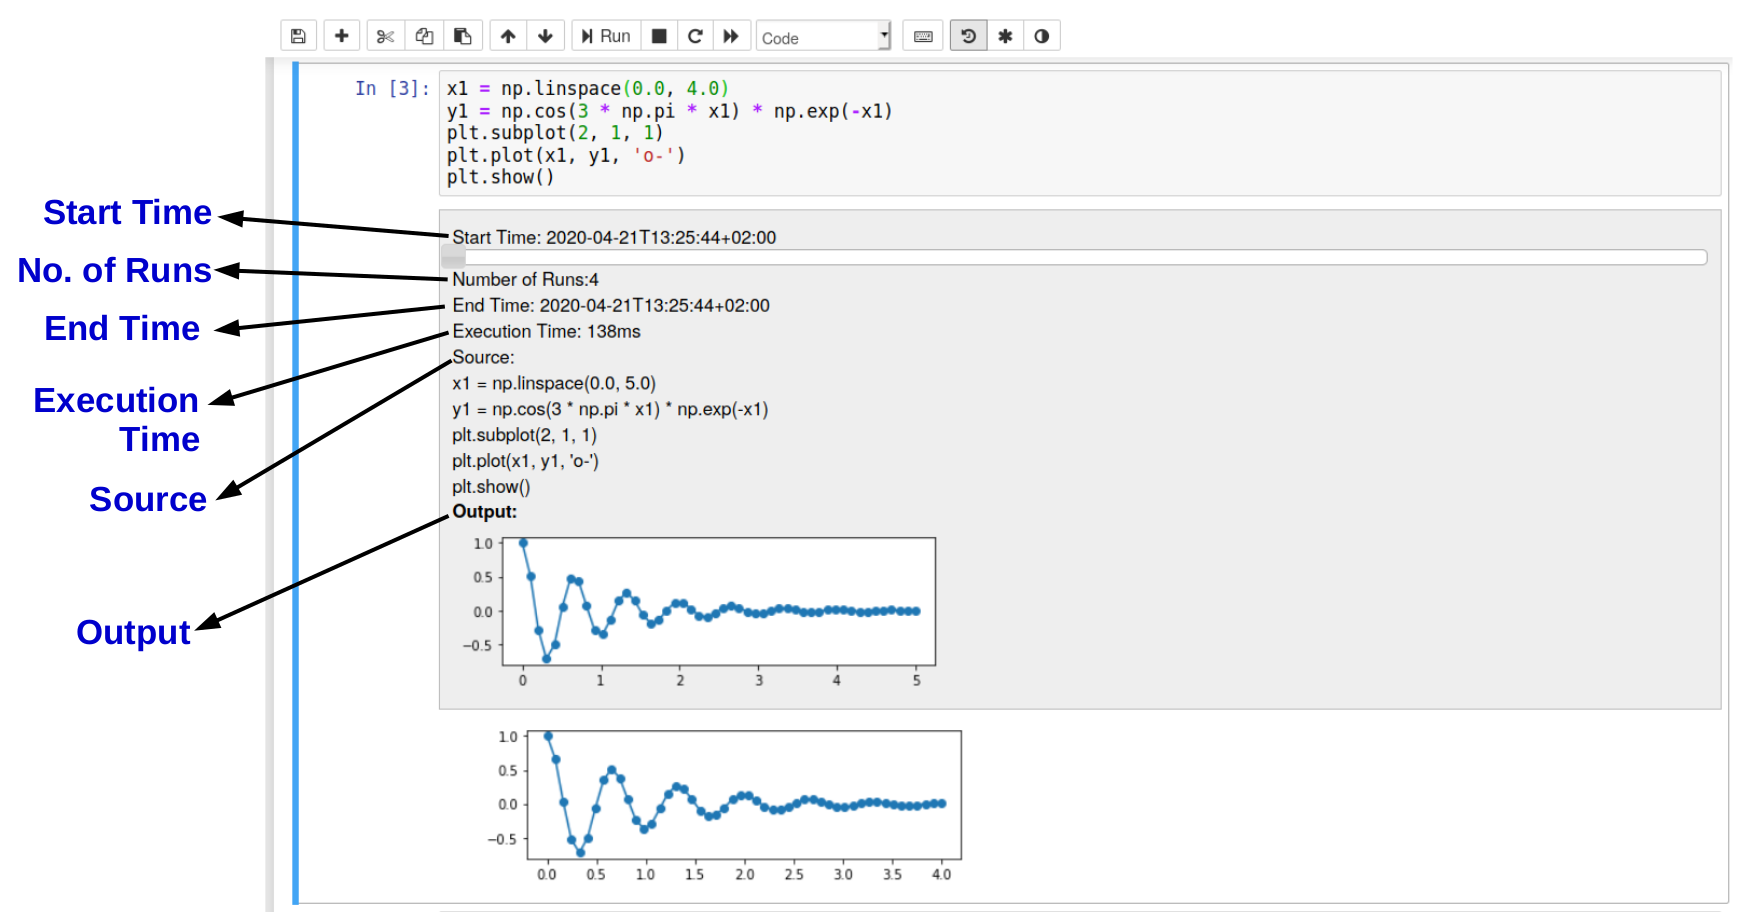 Run
Code
In [3]:
x1 = np.linspace(0.0, 4.0)
y1 = np.cos(3 * np.pi * x1) * np.exp(-x1)
plt.subplot(2, 1, 1)
plt.plot(x1, y1, 'o-')
plt.show()
Start Time
No. of Runs
End Time
Execution
Time
Source
Output
Start Time: 2020-04-21T13:25:44+02:00
Number of Runs:4
End Time: 2020-04-21T13:25:44+02:00
Execution Time: 138ms
Source:
x1 = np.linspace(0.0, 5.0)
y1 = np.cos(3 * np.pi * x1) * np.exp(-x1)
plt.subplot(2, 1, 1)
plt.plot(x1, y1, 'o-')
plt.show()
Output:
1.0
0.5
0.0
−0.5
0 1 2 3 4 5
1.0
0.5
0.0
−0.5
0.0 0.5 1.0 1.5 2.0 2.5 3.0 3.5 4.0